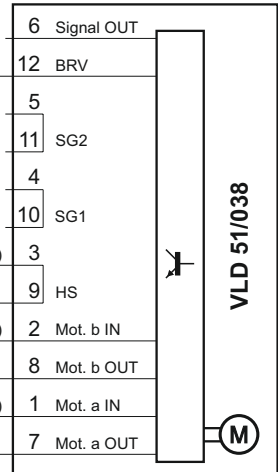 6 Signal OUT
12 BRV
5
11 SG2
4
10 SG1
3
9 HS
2 Mot. b IN
8 Mot. b OUT
1 Mot. a IN
7 Mot. a OUT
VLD 51/038
M